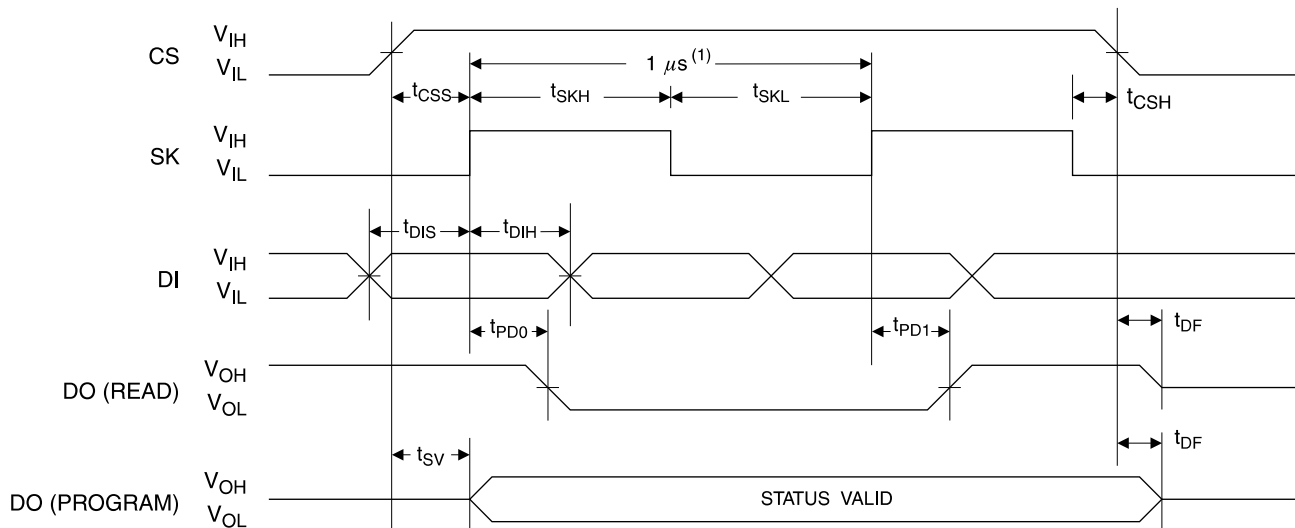 CS
V_IH
V_IL
1 μs (1)
t_CSS
t_SKH
t_SKL
t_CSH
SK
V_IH
V_IL
t_DIS
t_DIH
DI
V_IH
V_IL
t_PD0
t_PD1
t_DF
DO (READ)
V_OH
V_OL
t_SV
t_DF
DO (PROGRAM)
V_OH
V_OL
STATUS VALID